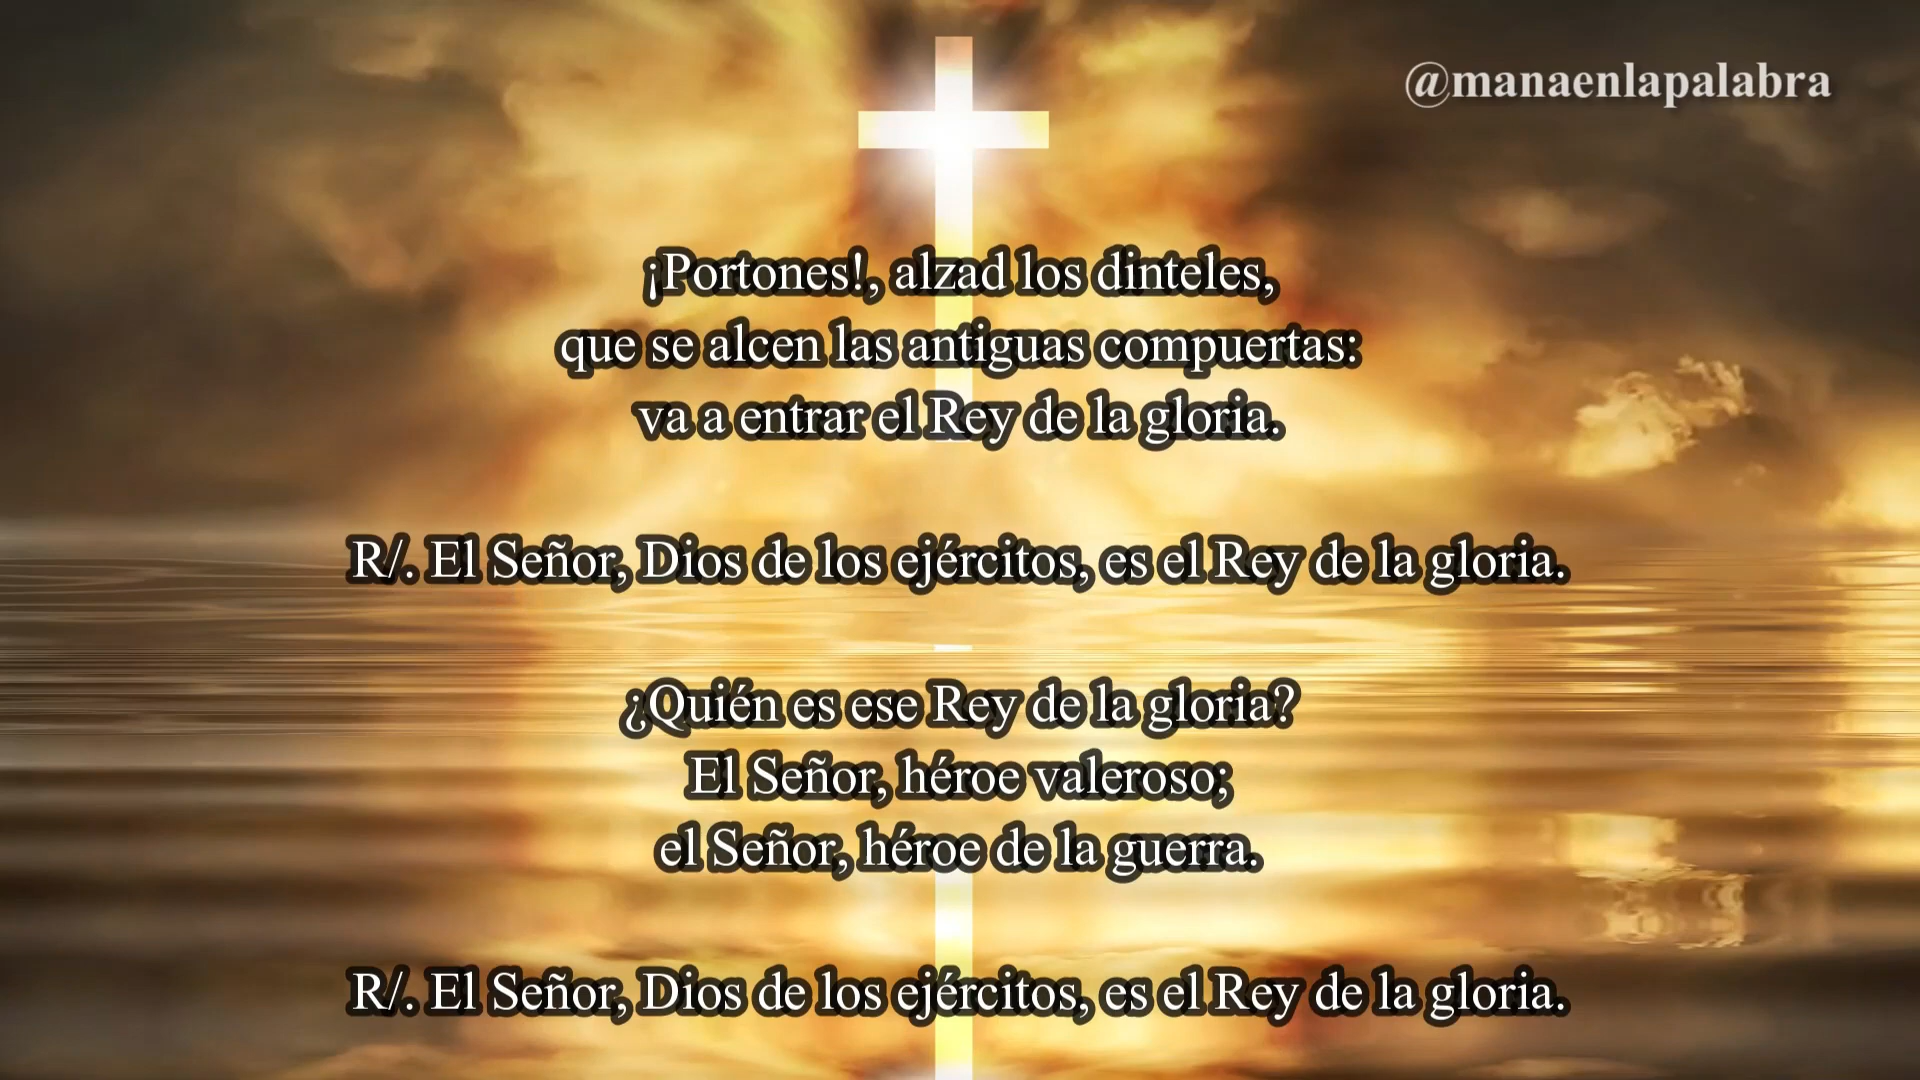 @manaenlapalabra
¡Portones!, alzad los dinteles,
que se alcen las antiguas compuertas:
va a entrar el Rey de la gloria.
R/. El Señor, Dios de los ejércitos, es el Rey de la gloria.
¿Quién es ese Rey de la gloria?
El Señor, héroe valeroso;
el Señor, héroe de la guerra.
R/. El Señor, Dios de los ejércitos, es el Rey de la gloria.